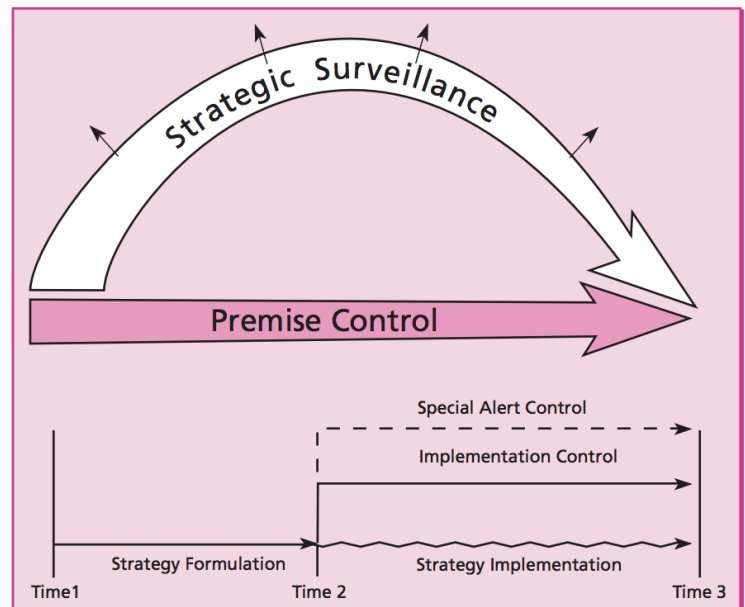 Strategic Surveillance
Premise Control
Special Alert Control
Implementation Control
Strategy Formulation
Strategy Implementation
Time1
Time 2
Time 3